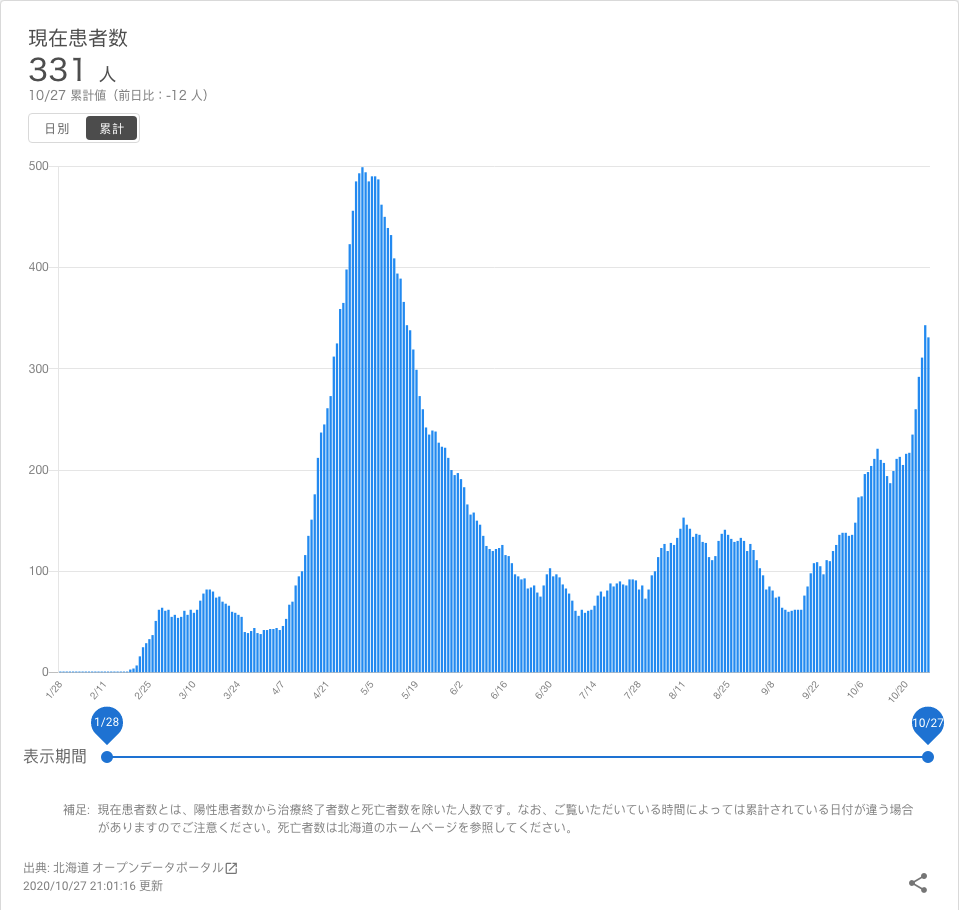 現在患者数
331 人
10/27 累計値（前日比：-12 人）
日別 累計
500
400
300
200
100
0
1/28 2/11 2/25 3/10 3/24 4/7 4/21 5/5 5/19 6/2 6/16 6/30 7/14 7/28 8/11 8/25 9/8 9/22 10/6 10/20
1/28 10/27
表示期間
補足: 現在患者数とは、陽性患者数から治療終了者数と死亡者数を除いた人数です。なお、ご覧いただいている時間によっては累計されている日付が違う場合
がありますのでご注意ください。死亡者数は北海道のホームページを参照してください。
出典: 北海道 オープンデータポータル
2020/10/27 21:01:16 更新